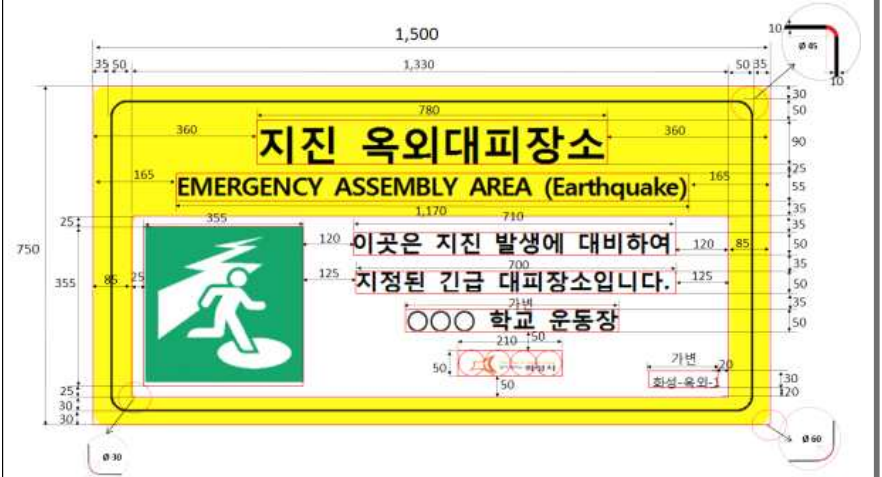 1,500
35 50 1,330 50 35
10
Ø 45
10
780
30
50
360 지진 옥외대피장소 360
90
25
165 EMERGENCY ASSEMBLY AREA (Earthquake) 165
55
35
1,170
25 355 710
35
750
120 이곳은 지진 발생에 대비하여 120 85
50
35
700
355 85 25 125 지정된 긴급 대피장소입니다. 125
50
35
가변
○○○ 학교 운동장
50
210 50
50
가변 20
화성-옥외-1
30
25 50 120
30
30
Ø 30
Ø 60